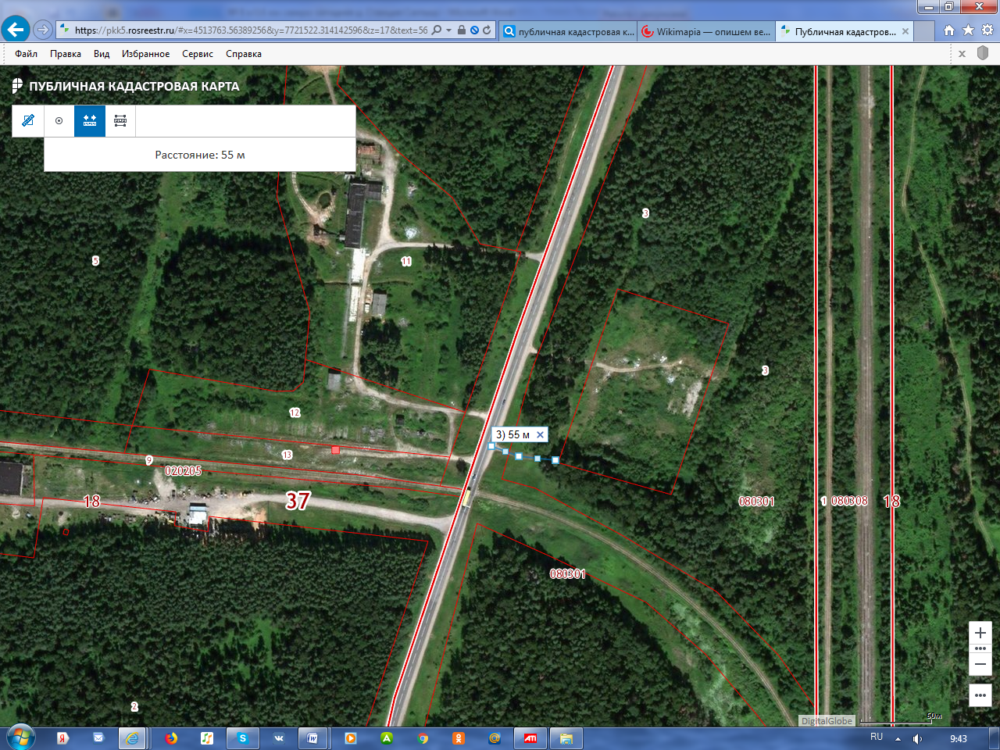 https://pkk5.rosreestr.ru/#x=4513763.56389256&y=7721522.314142596&z=17&text=56
публичная кадастровая к...
Wikimapia — опишем ве...
Публичная кадастров...
Файл Правка Вид Избранное Сервис Справка
ПУБЛИЧНАЯ КАДАСТРОВАЯ КАРТА
Расстояние: 55 м
3
5
11
3
12
3) 55 м
13
9
020205
18
37
080301
1
080308
18
080301
2
DigitalGlobe
50м
RU
9:43